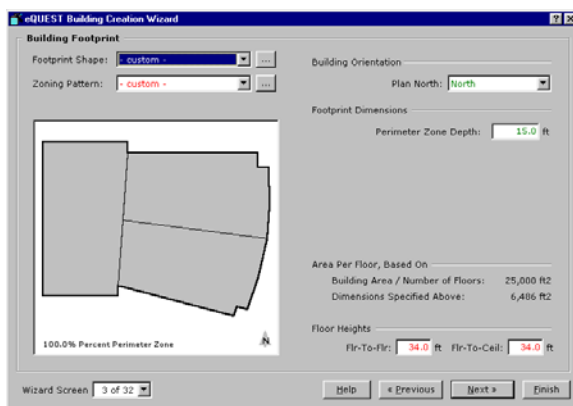 eQUEST Building Creation Wizard
Building Footprint
Footprint Shape: - custom - ...
Zoning Pattern: - custom - ...
100.0% Percent Perimeter Zone
N
Building Orientation
Plan North: North
Footprint Dimensions
Perimeter Zone Depth: 15.0 ft
Area Per Floor, Based On
Building Area / Number of Floors: 25,000 ft2
Dimensions Specified Above: 6,486 ft2
Floor Heights
Flr-To-Flr: 34.0 ft Flr-To-Ceil: 34.0 ft
Wizard Screen 3 of 32
Help « Previous Next » Finish